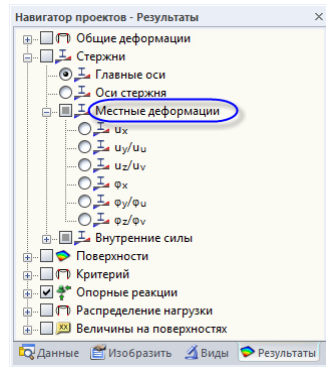 Навигатор проектов - Результаты
Общие деформации
Стержни
Главные оси
Оси стержня
Местные деформации
ux
uy/uu
uz/uv
φx
φy/φu
φz/φv
Внутренние силы
Поверхности
Критерий
Опорные реакции
Распределение нагрузки
Величины на поверхностях
Данные Изобразить Виды Результаты